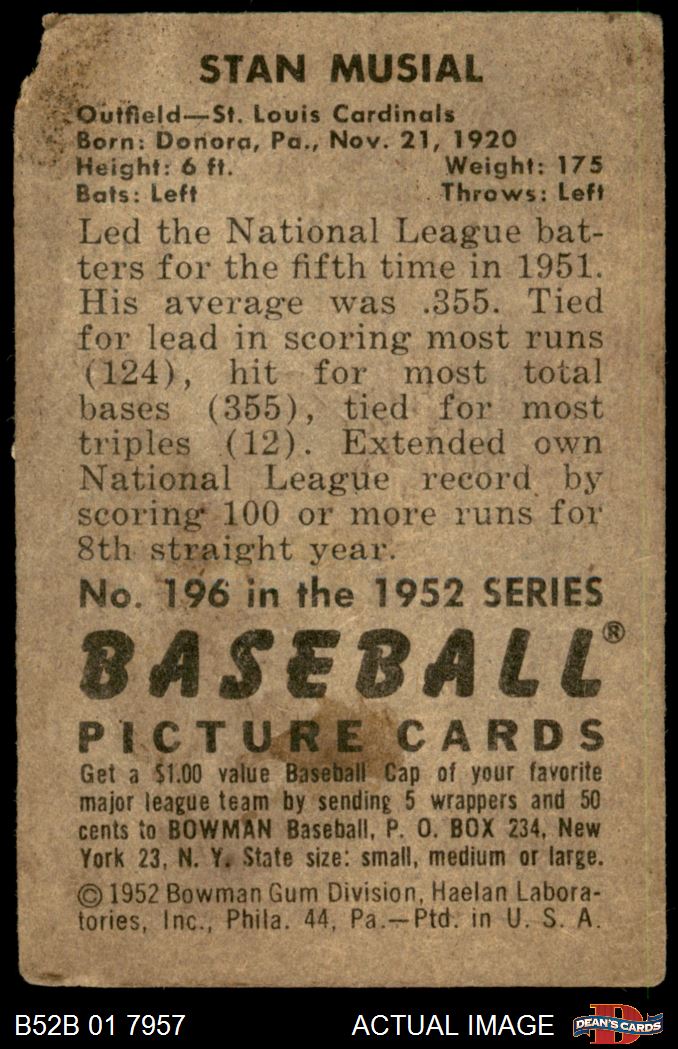 STAN MUSIAL
Outfield—St. Louis Cardinals
Born: Donora, Pa., Nov. 21, 1920
Height: 6 ft. Weight: 175
Bats: Left Throws: Left
Led the National League bat-
ters for the fifth time in 1951.
His average was .355. Tied
for lead in scoring most runs
(124), hit for most total
bases (355), tied for most
triples (12). Extended own
National League record by
scoring 100 or more runs for
8th straight year.
No. 196 in the 1952 SERIES
BASEBALL®
PICTURE CARDS
Get a $1.00 value Baseball Cap of your favorite
major league team by sending 5 wrappers and 50
cents to BOWMAN Baseball, P. O. BOX 234, New
York 23, N. Y. State size: small, medium or large.
© 1952 Bowman Gum Division, Haelan Labora-
tories, Inc., Phila. 44, Pa.—Ptd. in U. S. A.
B52B 01 7957 ACTUAL IMAGE D DEAN'S CARDS